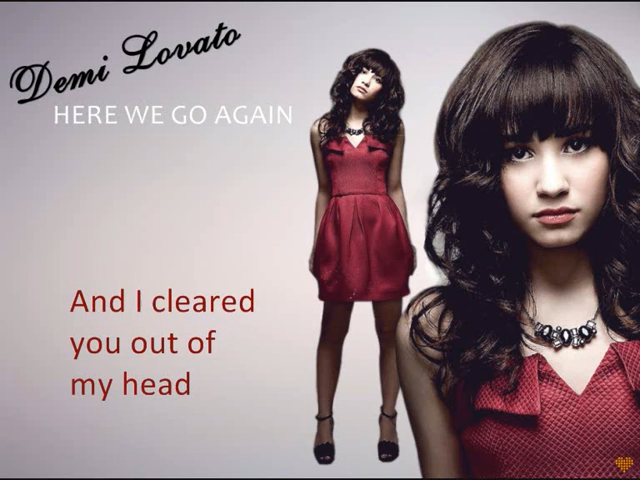 Demi Lovato
HERE WE GO AGAIN
And I cleared
you out of
my head